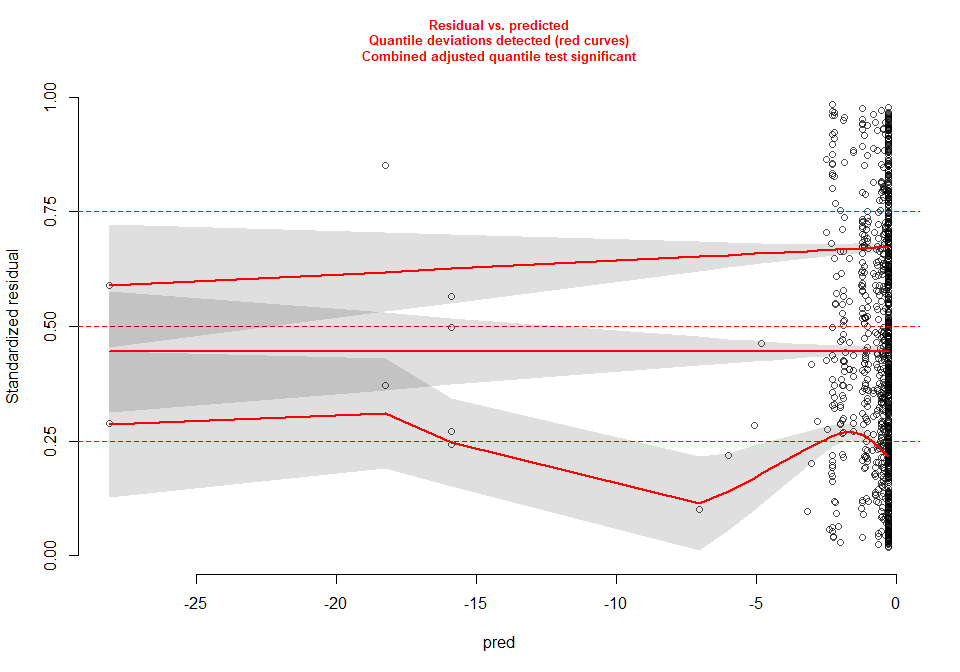 Residual vs. predicted
Quantile deviations detected (red curves)
Combined adjusted quantile test significant
1.00
0.75
0.50
0.25
0.00
Standardized residual
-25 -20 -15 -10 -5 0
pred